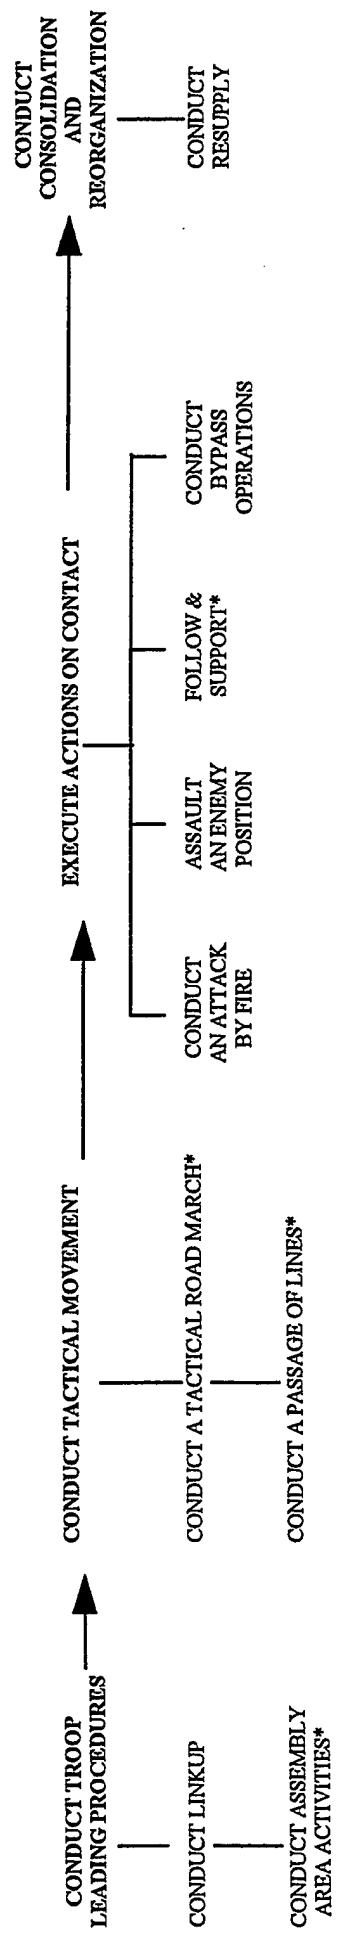 CONDUCT TROOP
LEADING PROCEDURES
CONDUCT LINKUP
CONDUCT ASSEMBLY
AREA ACTIVITIES*
CONDUCT TACTICAL MOVEMENT
CONDUCT A TACTICAL ROAD MARCH*
CONDUCT A PASSAGE OF LINES*
EXECUTE ACTIONS ON CONTACT
CONDUCT
AN ATTACK
BY FIRE
ASSAULT
AN ENEMY
POSITION
FOLLOW &
SUPPORT*
CONDUCT
BYPASS
OPERATIONS
CONDUCT
CONSOLIDATION
AND
REORGANIZATION
CONDUCT
RESUPPLY